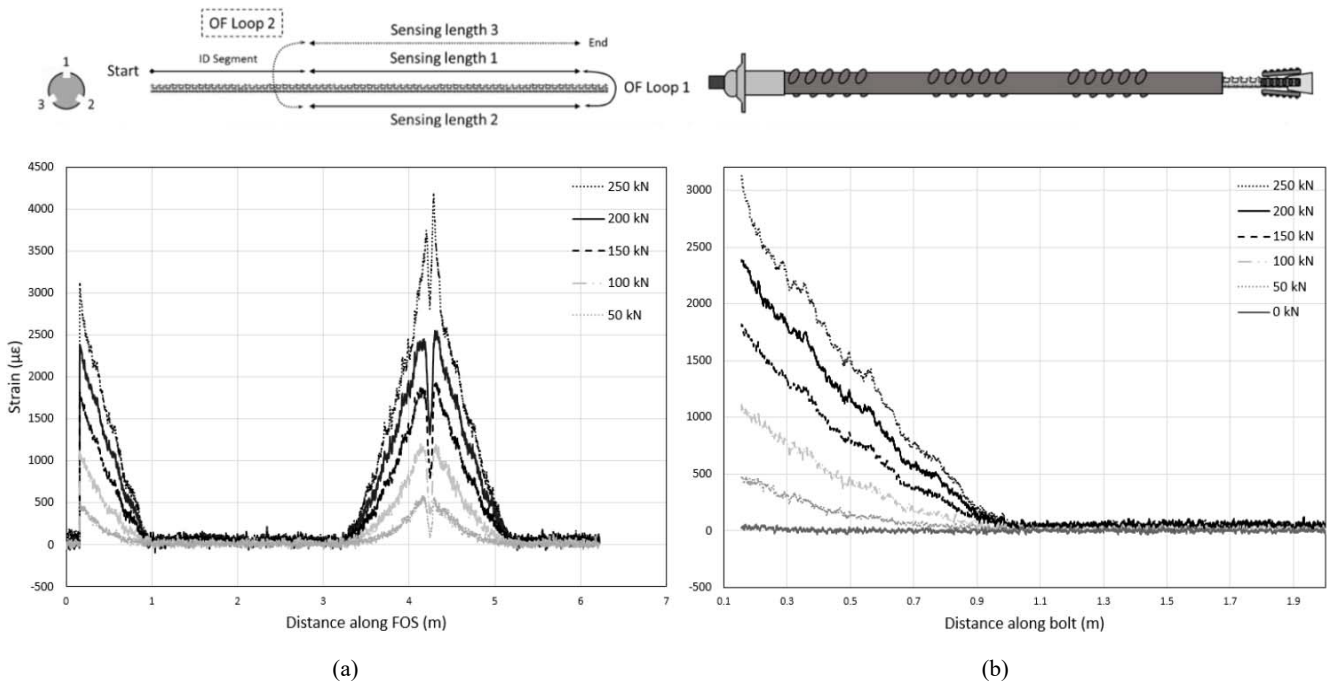 OF Loop 2
Sensing length 3
End
1
Start
ID Segment
Sensing length 1
3
2
OF Loop 1
Sensing length 2
4500
4000
3500
3000
2500
2000
1500
1000
500
0
-500
Strain (µε)
250 kN
200 kN
150 kN
100 kN
50 kN
0 1 2 3 4 5 6 7
Distance along FOS (m)
(a)
3000
2500
2000
1500
1000
500
0
-500
250 kN
200 kN
150 kN
100 kN
50 kN
0 kN
0.1 0.3 0.5 0.7 0.9 1.1 1.3 1.5 1.7 1.9
Distance along bolt (m)
(b)